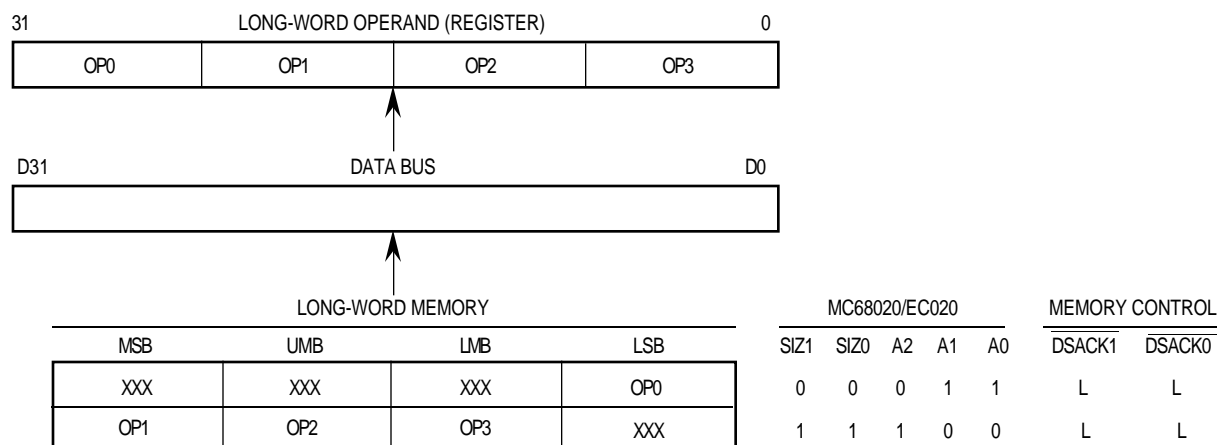 31 LONG-WORD OPERAND (REGISTER) 0
OP0 OP1 OP2 OP3
D31 DATA BUS D0
LONG-WORD MEMORY MC68020/EC020 MEMORY CONTROL
MSB UMB LMB LSB SIZ1 SIZ0 A2 A1 A0 DSACK1 DSACK0
XXX XXX XXX OP0 0 0 0 1 1 L L
OP1 OP2 OP3 XXX 1 1 1 0 0 L L